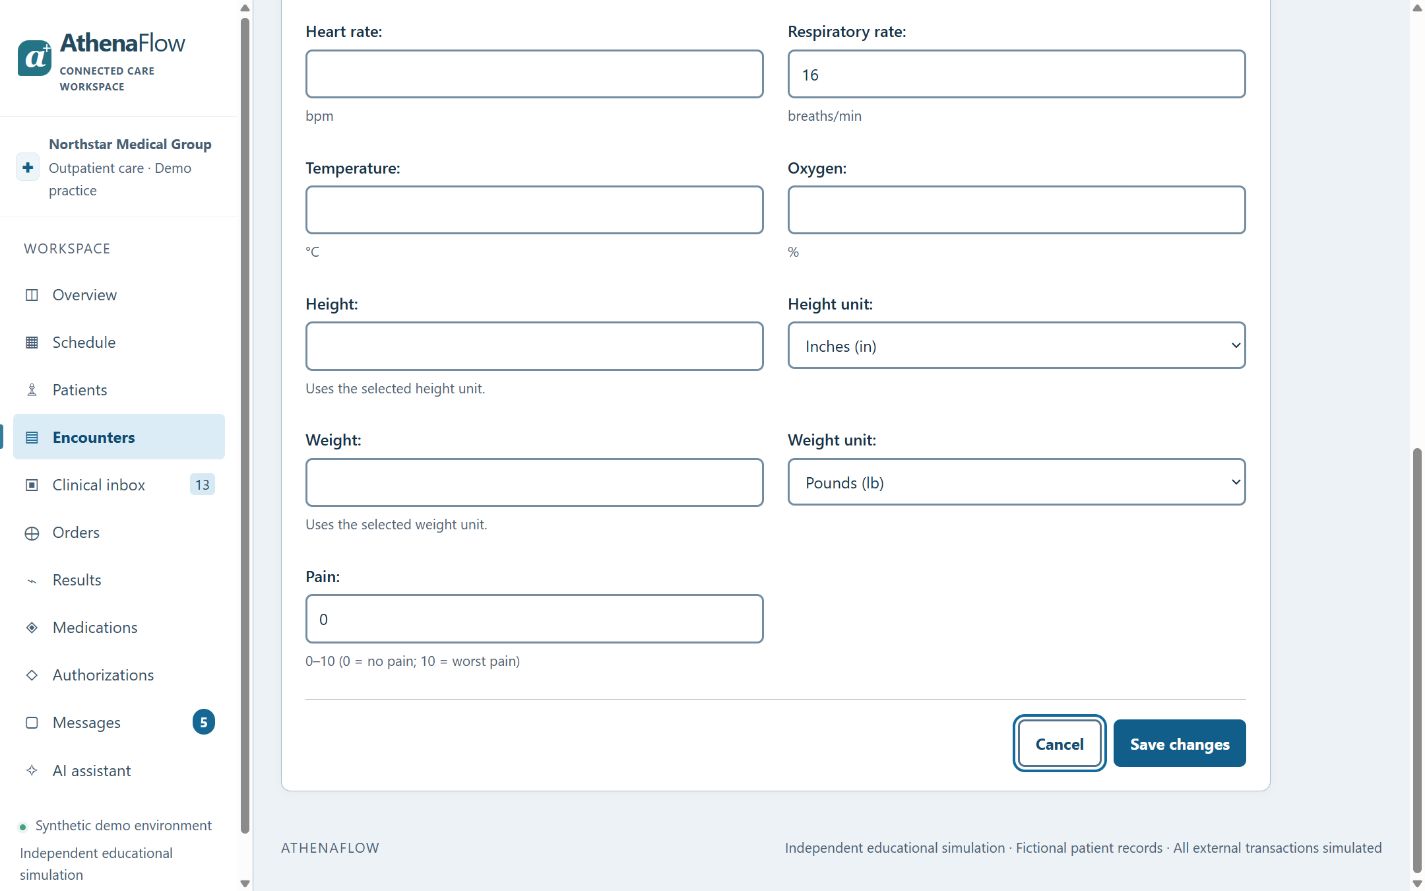 AthenaFlow
CONNECTED CARE
WORKSPACE
Northstar Medical Group
Outpatient care · Demo
practice
WORKSPACE
Overview
Schedule
Patients
Encounters
Clinical inbox 13
Orders
Results
Medications
Authorizations
Messages 5
AI assistant
Synthetic demo environment
Independent educational
simulation
Heart rate:
bpm
Respiratory rate:
16
breaths/min
Temperature:
°C
Oxygen:
%
Height:
Uses the selected height unit.
Height unit:
Inches (in)
Weight:
Uses the selected weight unit.
Weight unit:
Pounds (lb)
Pain:
0
0–10 (0 = no pain; 10 = worst pain)
Cancel
Save changes
ATHENAFLOW
Independent educational simulation · Fictional patient records · All external transactions simulated